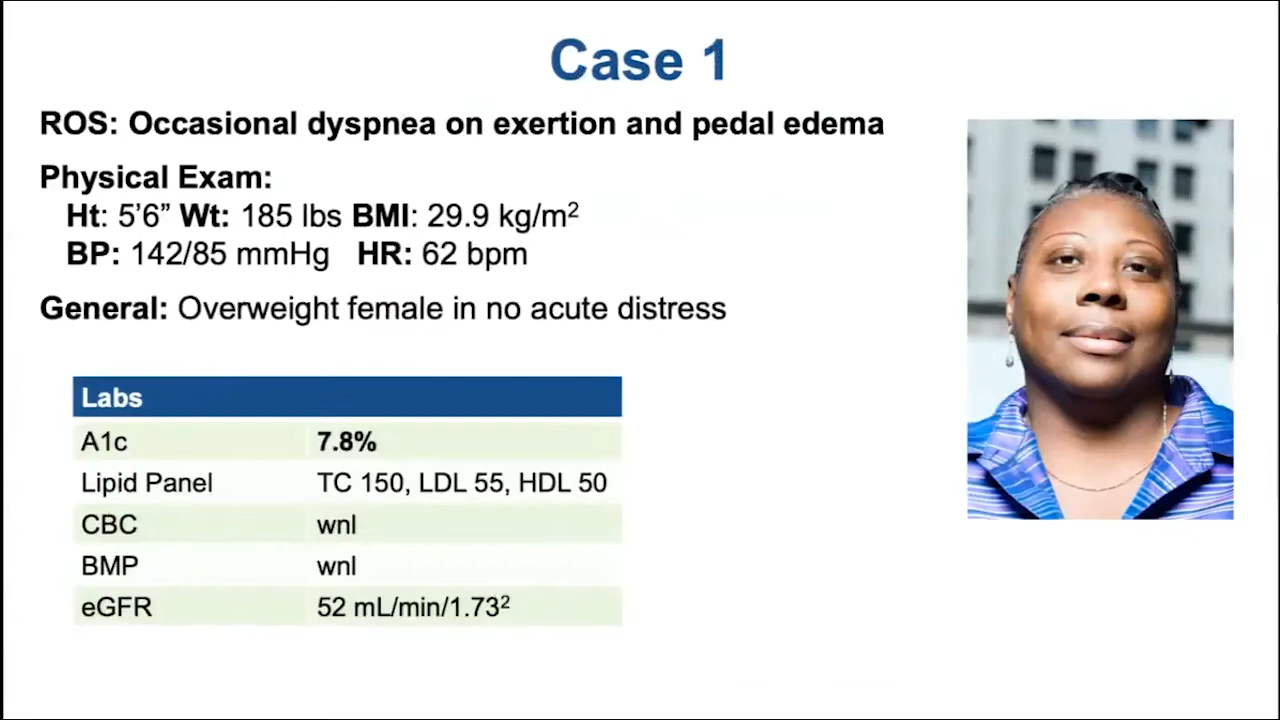 Case 1
ROS: Occasional dyspnea on exertion and pedal edema
Physical Exam:
Ht: 5’6” Wt: 185 lbs BMI: 29.9 kg/m²
BP: 142/85 mmHg HR: 62 bpm
General: Overweight female in no acute distress
Labs
A1c 7.8%
Lipid Panel TC 150, LDL 55, HDL 50
CBC wnl
BMP wnl
eGFR 52 mL/min/1.73²